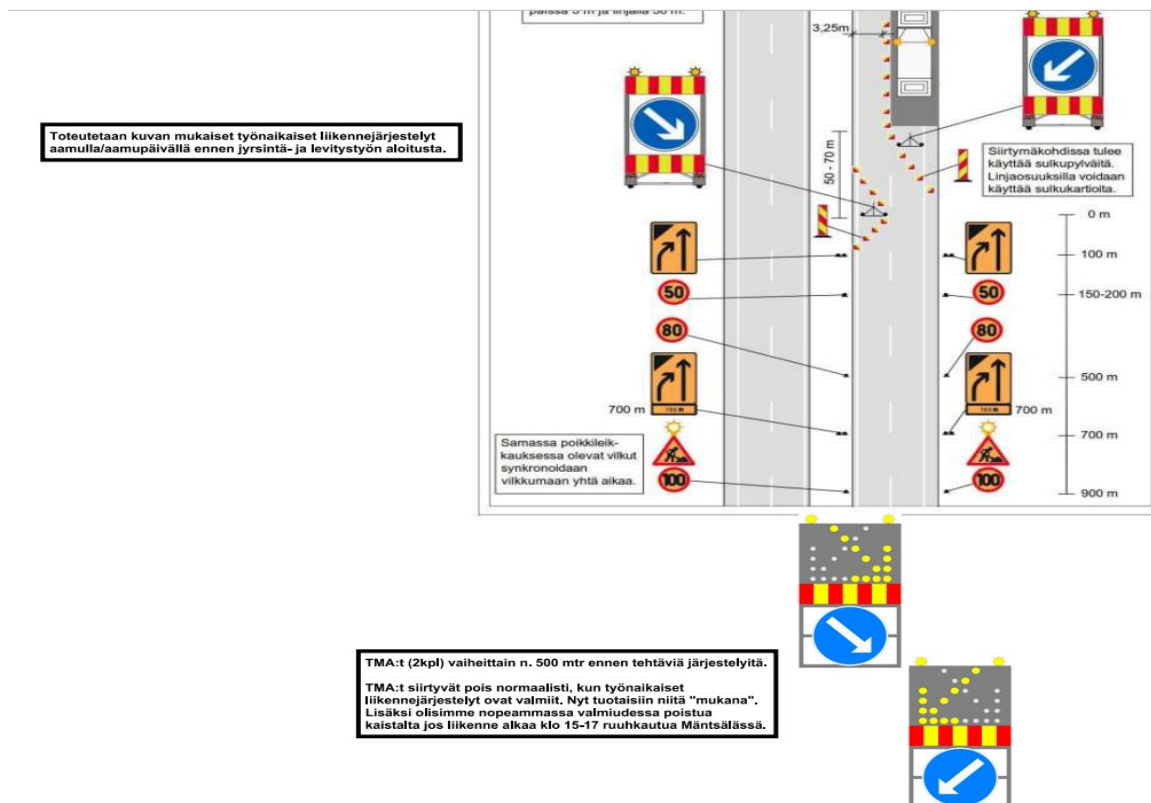 päissä 5 m ja linjalla 50 m.
3,25m
Toteutetaan kuvan mukaiset työnaikaiset liikennejärjestelyt
aamulla/aamupäivällä ennen jyrsintä- ja levitystyön aloitusta.
50 - 70 m
Siirtymäkohdissa tulee
käyttää sulkupylväitä.
Linjaosuuksilla voidaan
käyttää sulkukartioita.
0 m
100 m
50
50
150-200 m
80
80
500 m
700 m
700 m
700 m
700 m
700 m
Samassa poikkileik-
kauksessa olevat vilkut
synkronoidaan
vilkkumaan yhtä aikaa.
100
100
900 m
TMA:t (2kpl) vaiheittain n. 500 mtr ennen tehtäviä järjestelyitä.
TMA:t siirtyvät pois normaalisti, kun työnaikaiset
liikennejärjestelyt ovat valmiit. Nyt tuotaisiin niitä "mukana".
Lisäksi olisimme nopeammassa valmiudessa poistua
kaistalta jos liikenne alkaa klo 15-17 ruuhkautua Mäntsälässä.